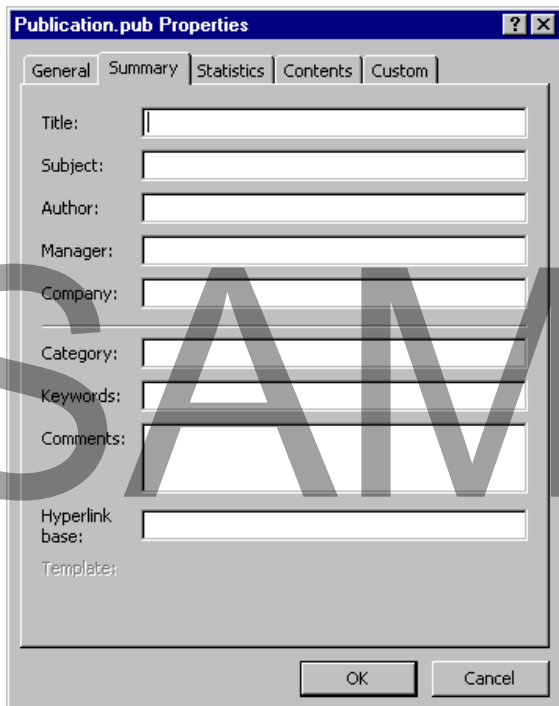 Publication.pub Properties
General Summary Statistics Contents Custom
Title:
Subject:
Author:
Manager:
Company:
Category:
Keywords:
Comments:
Hyperlink
base:
Template:
OK Cancel
SAM